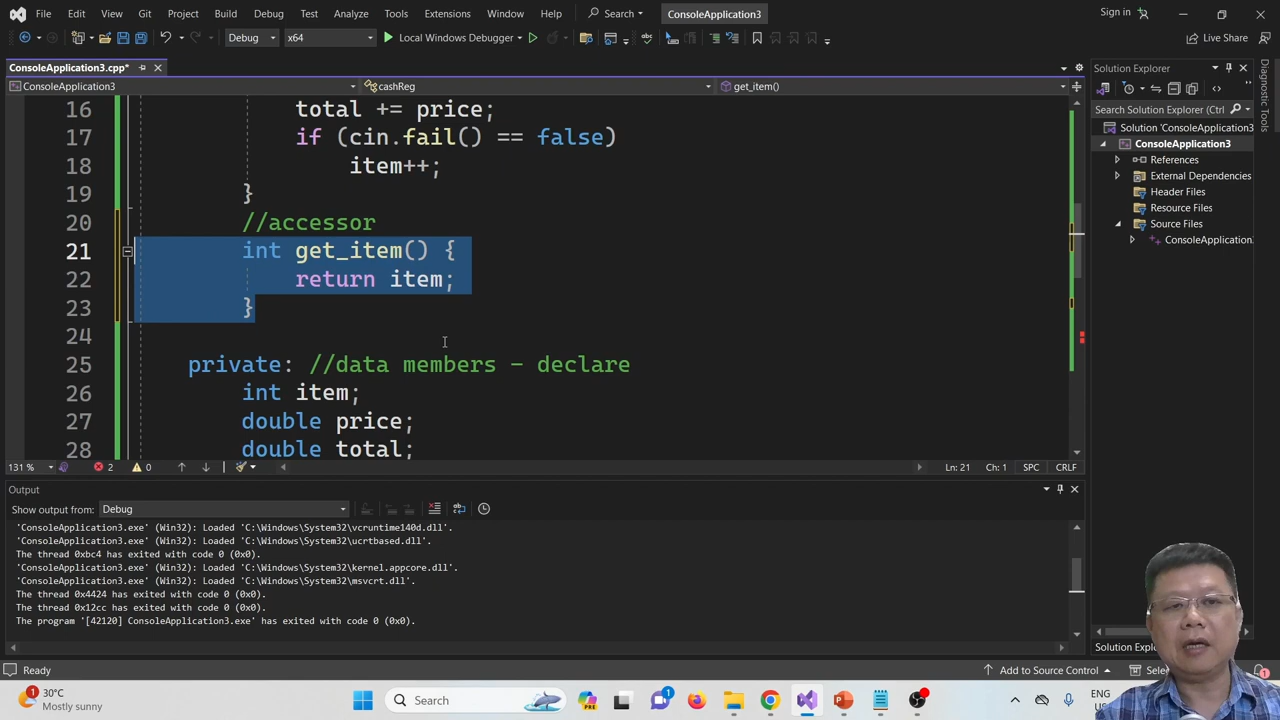 File Edit View Git Project Build Debug Test Analyze Tools Extensions Window Help Search ConsoleApplication3 Sign in
Debug x64 Local Windows Debugger Live Share
ConsoleApplication3.cpp*
ConsoleApplication3 cashReg get_item()
16 total += price;
17 if (cin.fail() == false)
18 item++;
19 }
20 //accessor
21 int get_item() {
22 return item;
23 }
24
25 private: //data members - declare
26 int item;
27 double price;
28 double total;
131 % 2 0 Ln: 21 Ch: 1 SPC CRLF
Output
Show output from: Debug
'ConsoleApplication3.exe' (Win32): Loaded 'C:\Windows\System32\vcruntime140d.dll'.
'ConsoleApplication3.exe' (Win32): Loaded 'C:\Windows\System32\ucrtbased.dll'.
The thread 0xbc4 has exited with code 0 (0x0).
'ConsoleApplication3.exe' (Win32): Loaded 'C:\Windows\System32\kernel.appcore.dll'.
'ConsoleApplication3.exe' (Win32): Loaded 'C:\Windows\System32\msvcrt.dll'.
The thread 0x4424 has exited with code 0 (0x0).
The thread 0x12cc has exited with code 0 (0x0).
The program '[42120] ConsoleApplication3.exe' has exited with code 0 (0x0).
Solution Explorer
Search Solution Explorer (Ctrl
Solution 'ConsoleApplication3'
ConsoleApplication3
References
External Dependencies
Header Files
Resource Files
Source Files
ConsoleApplication.
Solution Explorer
Diagnostic Tools
Ready Add to Source Control 1
1 30°C
Mostly sunny
Search PRE 1 ENG